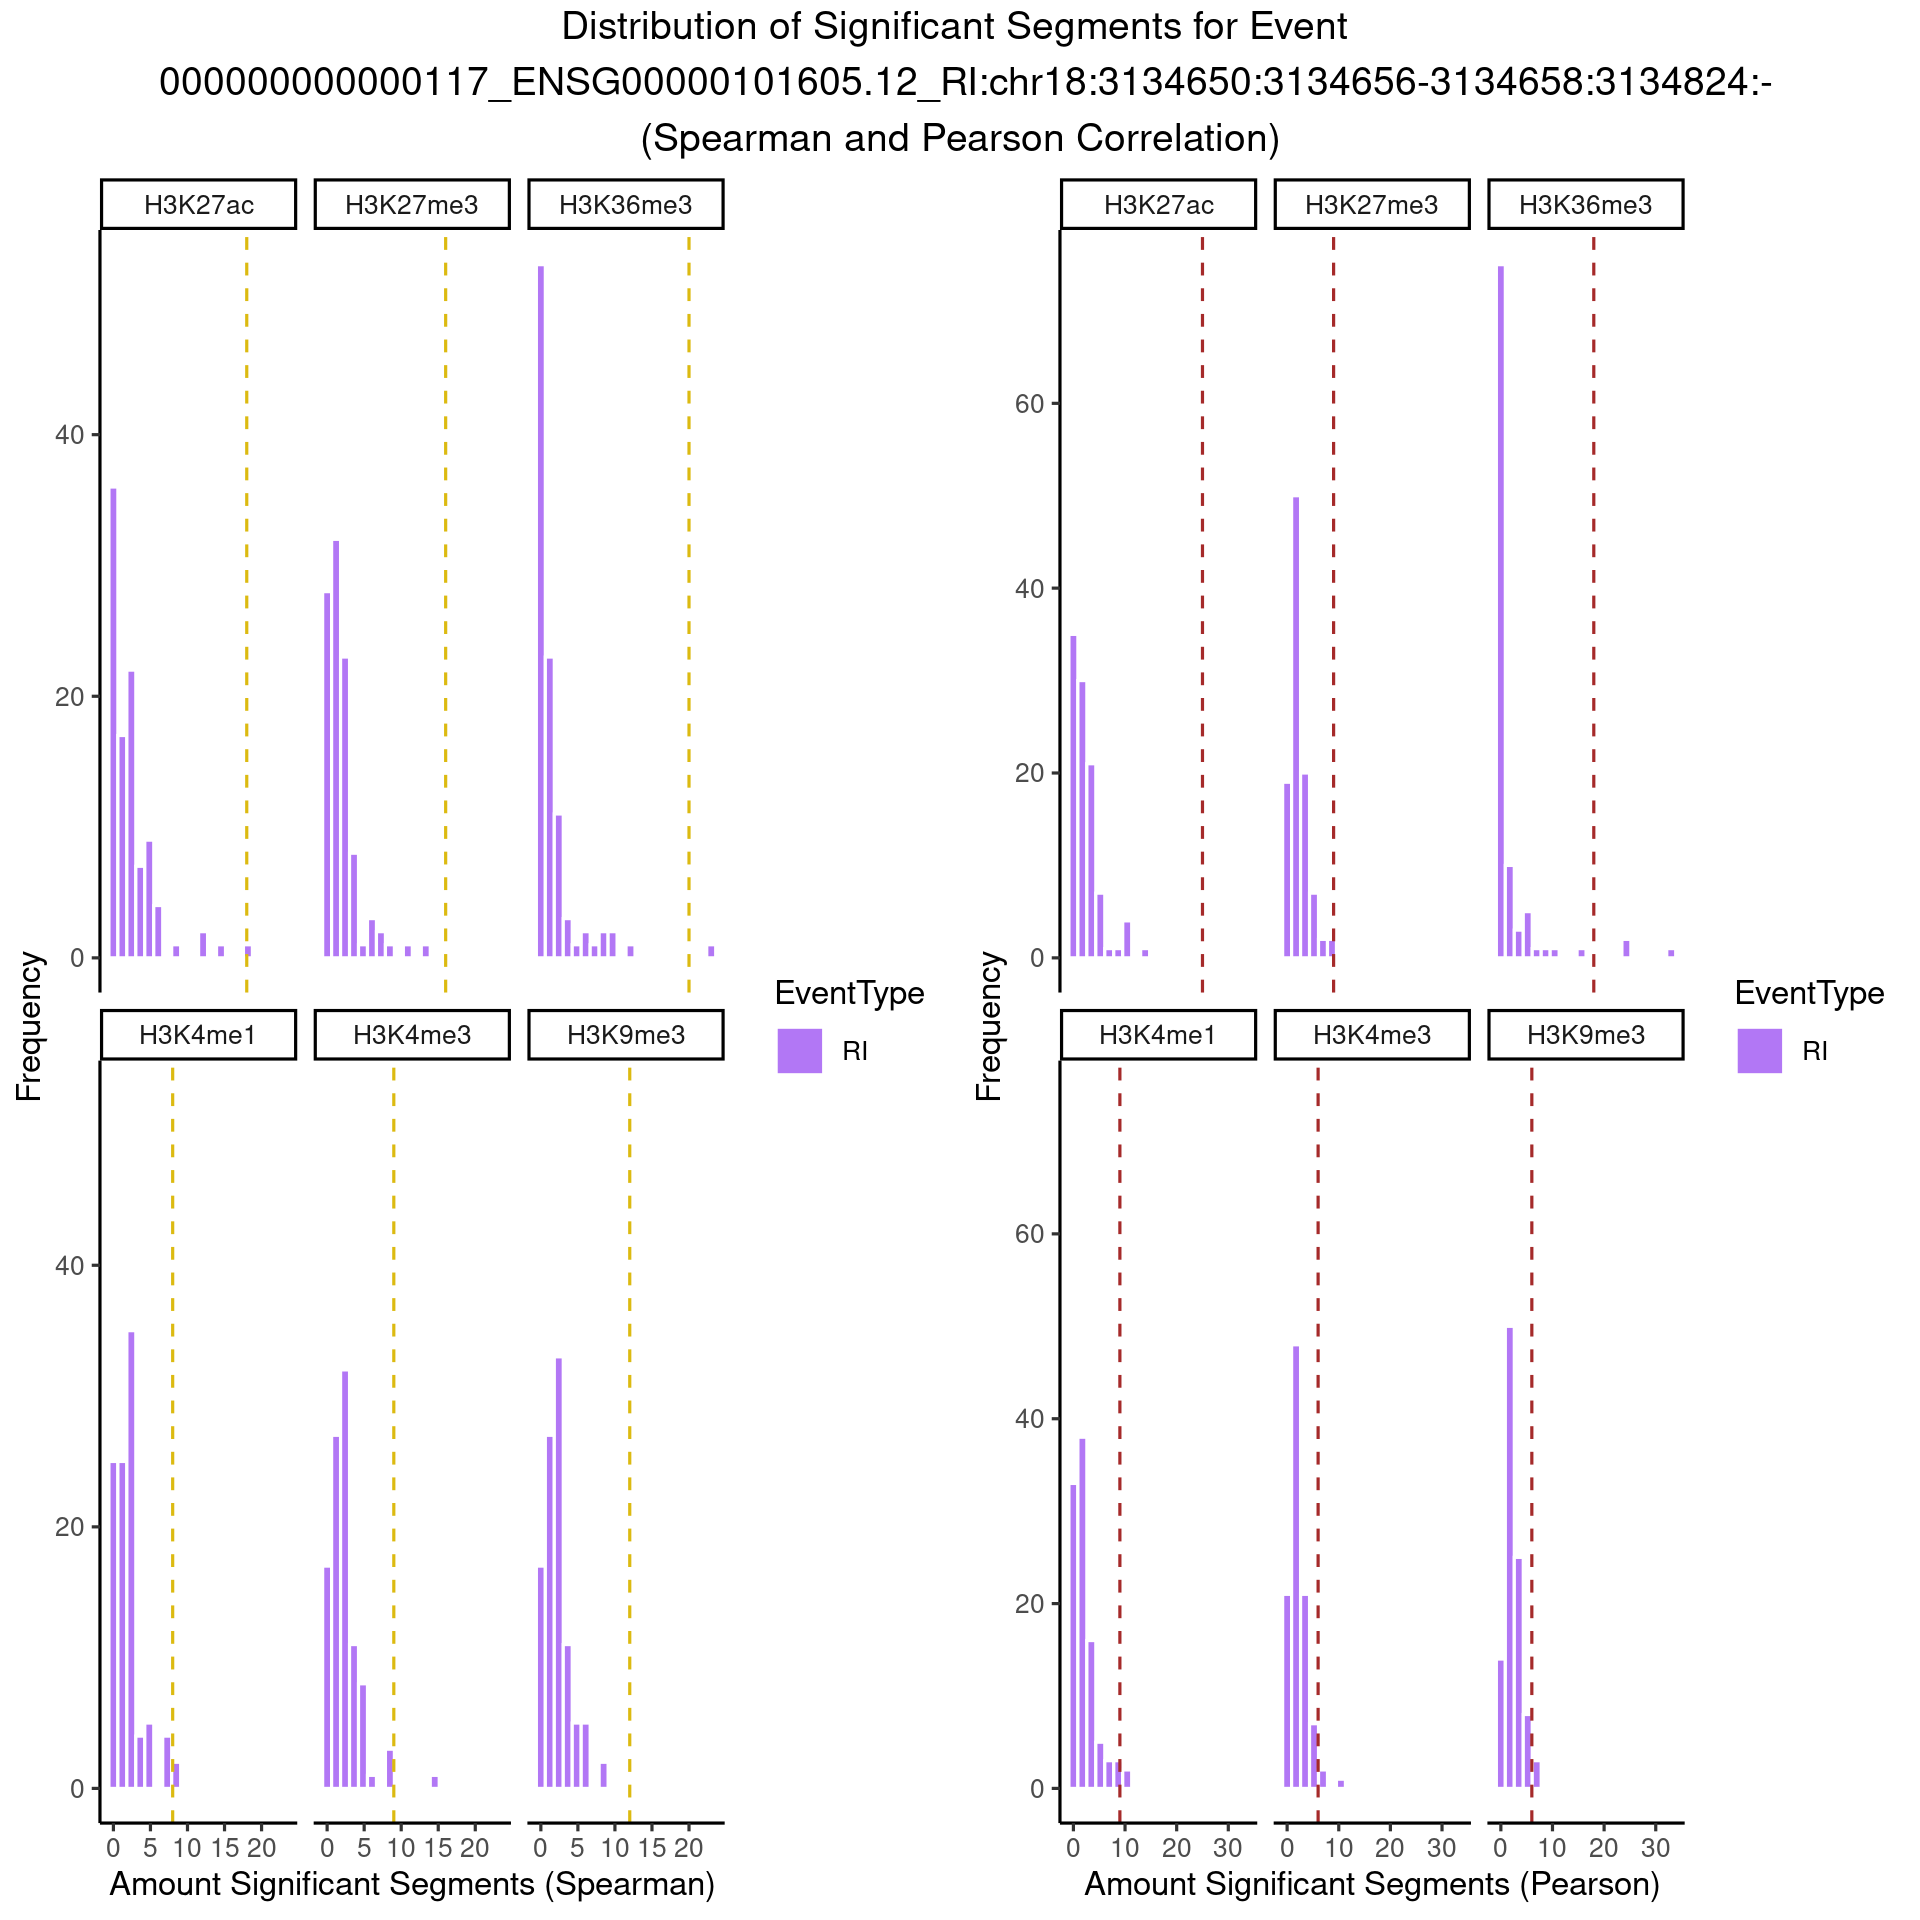 Distribution of Significant Segments for Event
000000000000117_ENSG00000101605.12_RI:chr18:3134650:3134656-3134658:3134824:-
(Spearman and Pearson Correlation)
H3K27ac H3K27me3 H3K36me3
40
20
0
H3K4me1 H3K4me3 H3K9me3
40
20
0
0 5 10 15 20 0 5 10 15 20 0 5 10 15 20
Amount Significant Segments (Spearman)
Frequency
EventType
RI
H3K27ac H3K27me3 H3K36me3
60
40
20
0
H3K4me1 H3K4me3 H3K9me3
60
40
20
0
0 10 20 30 0 10 20 30 0 10 20 30
Amount Significant Segments (Pearson)
Frequency
EventType
RI